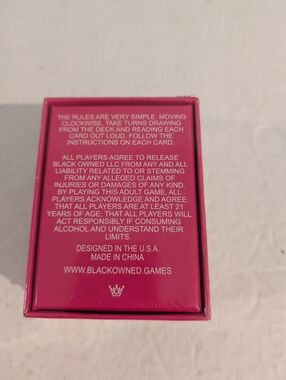 THE RULES ARE VERY SIMPLE. MOVING
CLOCKWISE, TAKE TURNS DRAWING
FROM THE DECK AND READING EACH
CARD OUT LOUD. FOLLOW THE
INSTRUCTIONS ON EACH CARD.
ALL PLAYERS AGREE TO RELEASE
BLACK OWNED LLC FROM ANY AND ALL
LIABILITY RELATED TO OR STEMMING
FROM ANY ALLEGED CLAIMS OF
INJURIES OR DAMAGES OF ANY KIND.
BY PLAYING THIS ADULT GAME, ALL
PLAYERS ACKNOWLEDGE AND AGREE
THAT ALL PLAYERS ARE AT LEAST 21
YEARS OF AGE; THAT ALL PLAYERS WILL
ACT RESPONSIBLY IF CONSUMING
ALCOHOL AND UNDERSTAND THEIR
LIMITS.
DESIGNED IN THE U.S.A.
MADE IN CHINA
WWW.BLACKOWNED.GAMES